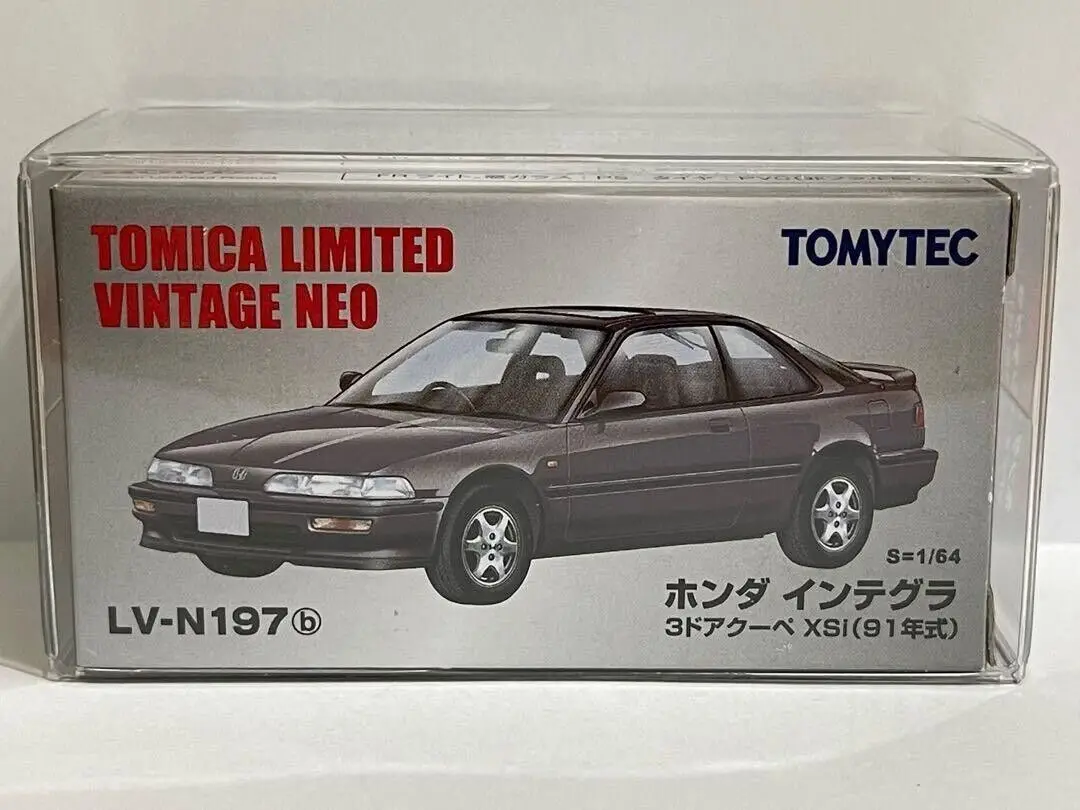 TOMICA LIMITED
VINTAGE NEO
TOMYTEC
S=1/64
LV-N197ⓑ
ホンダ インテグラ
3ドアクーペ XSi(91年式)